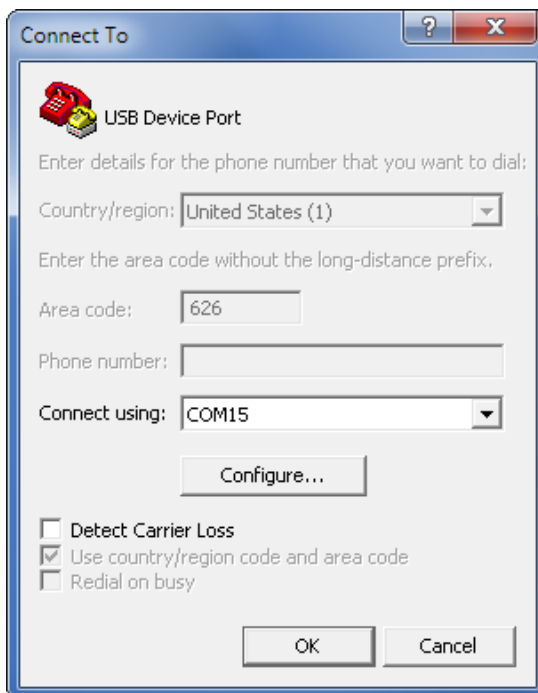 Connect To
USB Device Port
Enter details for the phone number that you want to dial:
Country/region: United States (1)
Enter the area code without the long-distance prefix.
Area code: 626
Phone number:
Connect using: COM15
Configure...
Detect Carrier Loss
Use country/region code and area code
Redial on busy
OK Cancel